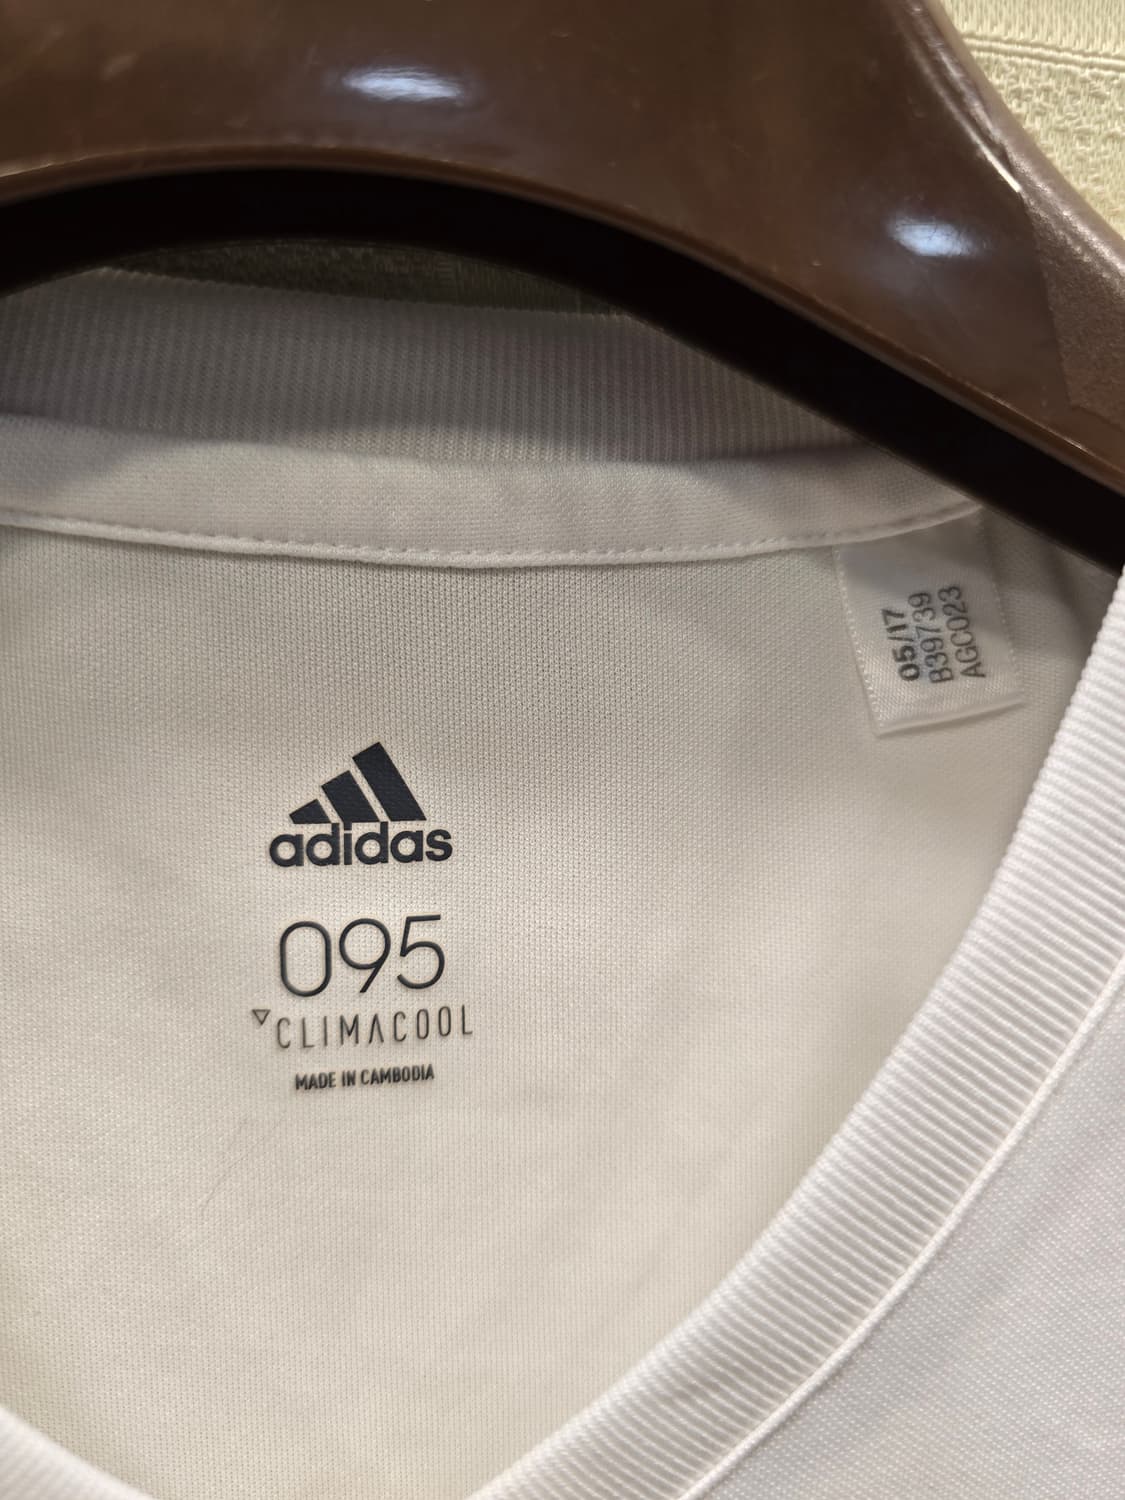 05/17
B39739
AGC023
adidas
095
CLIMACOOL
MADE IN CAMBODIA